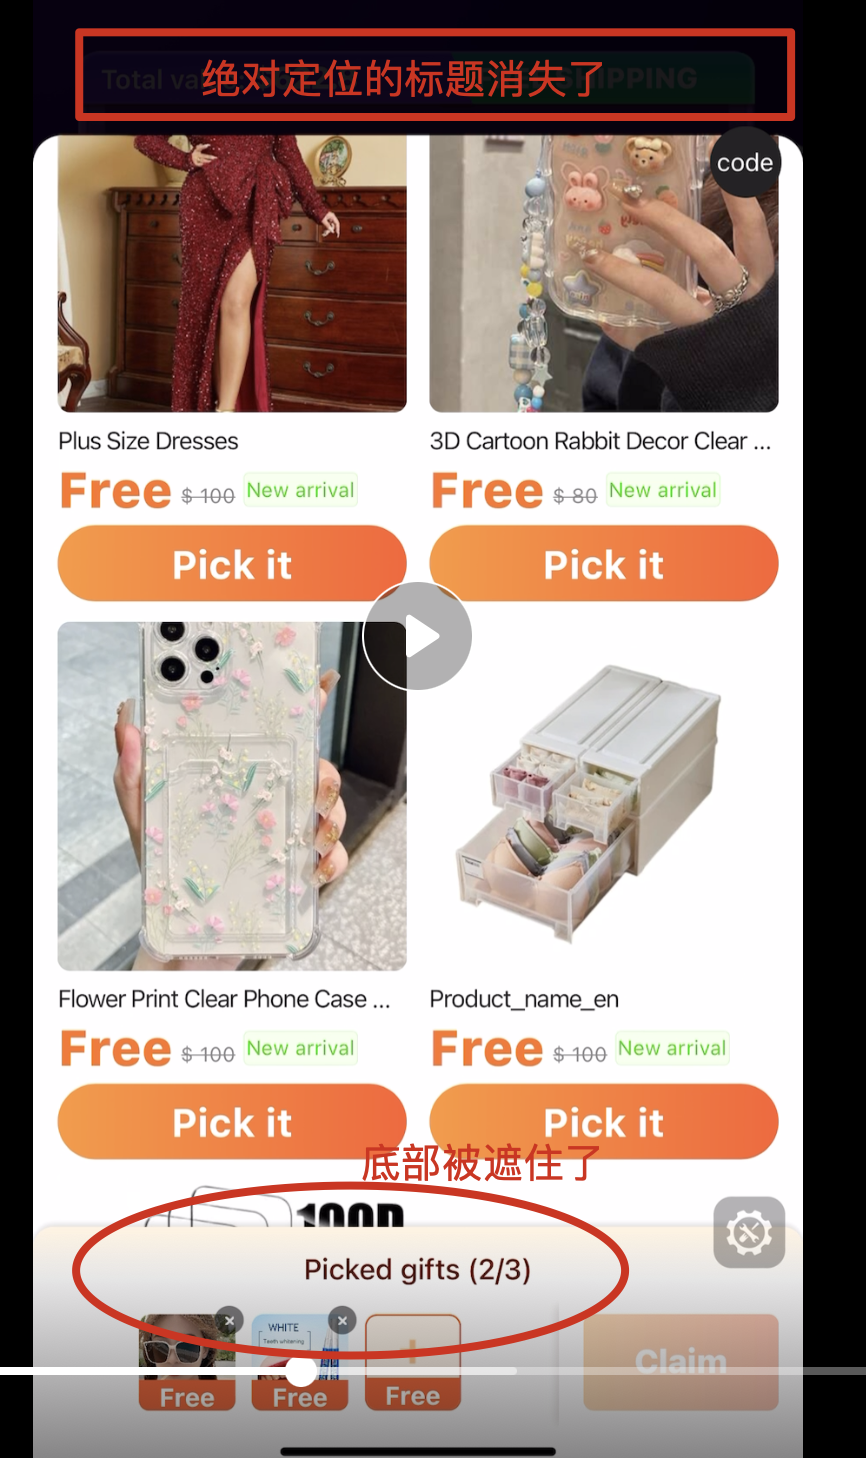 Total va
绝对定位的标题消失了
SHIPPING
code
Plus Size Dresses
3D Cartoon Rabbit Decor Clear ...
Free $ 100 New arrival
Free $ 80 New arrival
Pick it
Pick it
Flower Print Clear Phone Case ...
Product_name_en
Free $ 100 New arrival
Free $ 100 New arrival
Pick it
Pick it
底部被遮住了
Picked gifts (2/3)
WHITE
Teeth whitening
Free
Free
Free
Claim